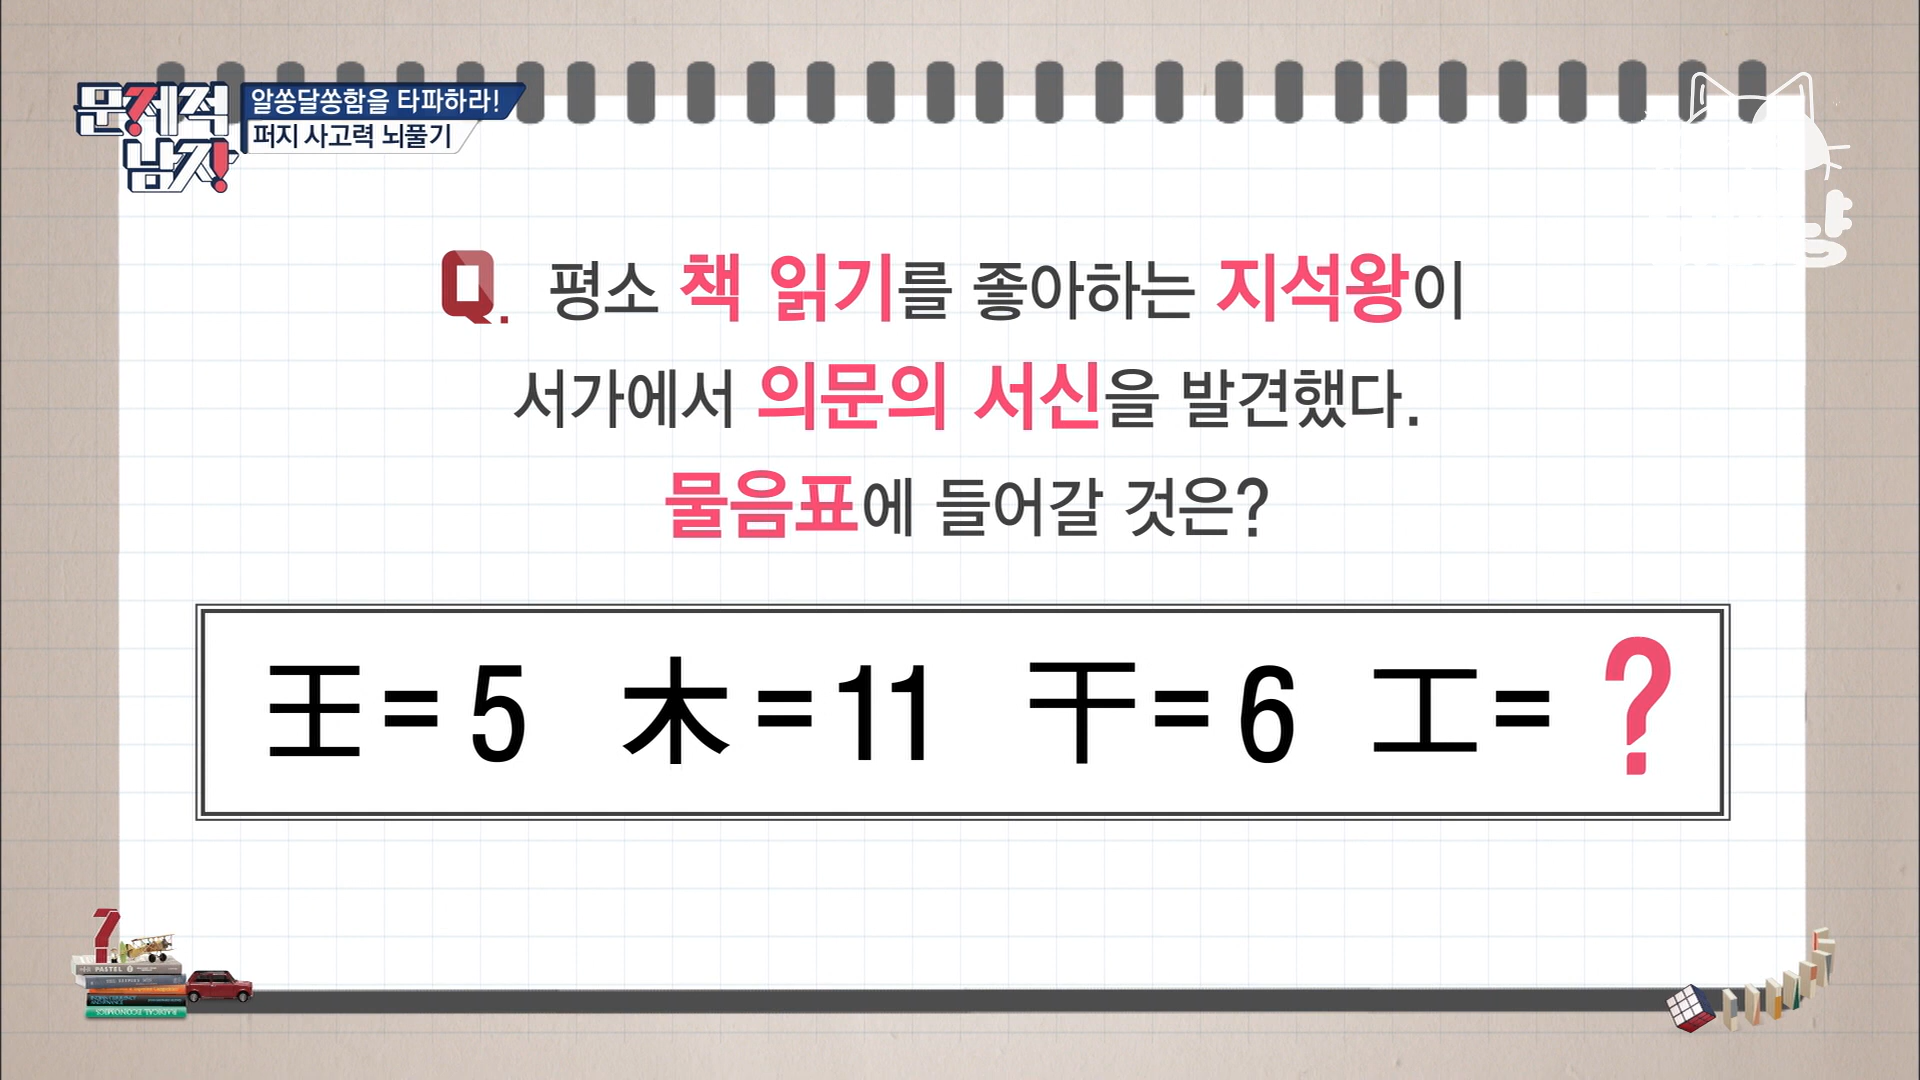 문제적
남자!
알쏭달쏭함을 타파하라!
퍼지 사고력 뇌풀기
Q. 평소 책 읽기를 좋아하는 지석왕이
서가에서 의문의 서신을 발견했다.
물음표에 들어갈 것은?
王=5 木=11 干=6 工=?
PASTEL
RADICAL ECONOMICS